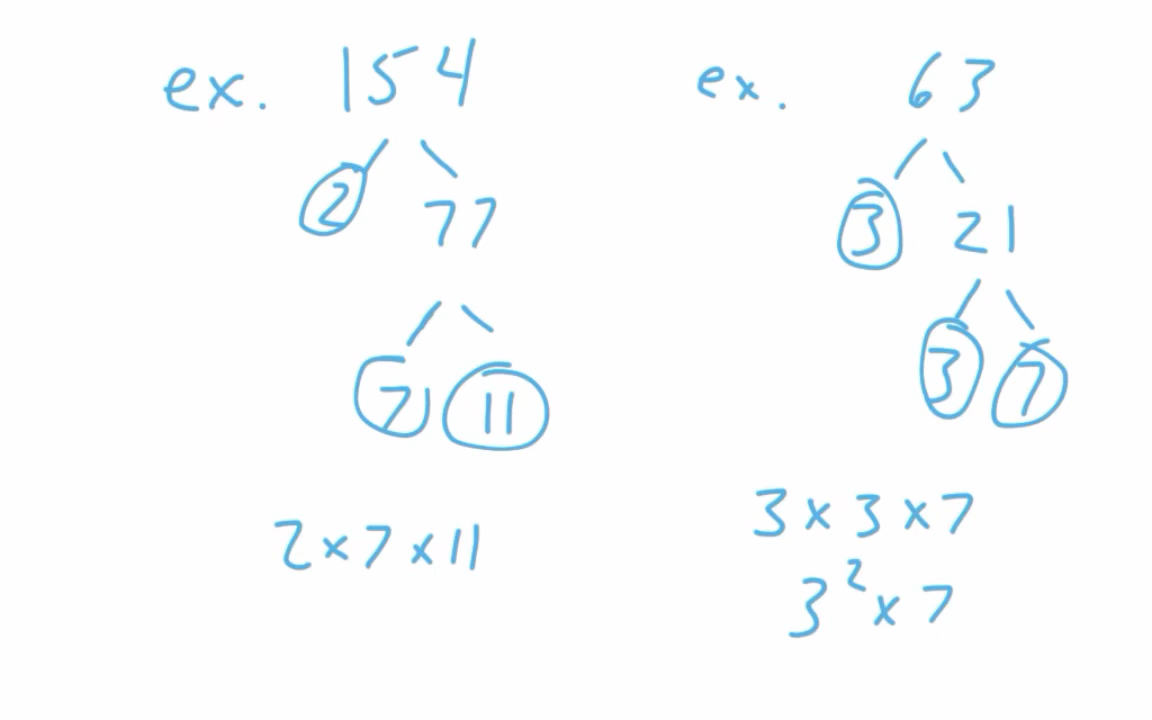 ex. 154
2 77
7 11
2 x 7 x 11
ex. 63
3 21
3 7
3 x 3 x 7
3² x 7